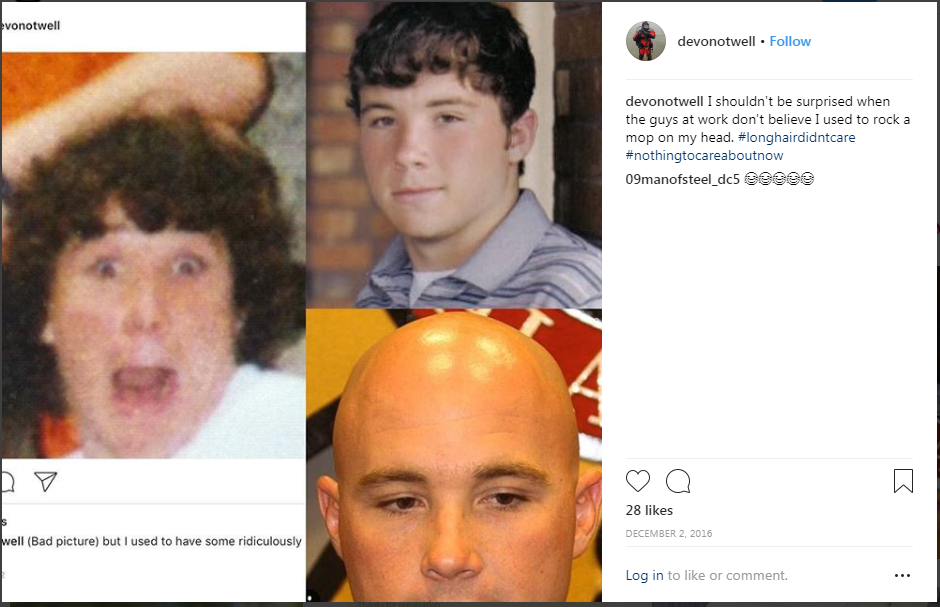 evonotwell
s
well (Bad picture) but I used to have some ridiculously
devonotwell • Follow
devonotwell I shouldn't be surprised when
the guys at work don't believe I used to rock a
mop on my head. #longhairdidntcare
#nothingtocareaboutnow
09manofsteel_dc5 😂😂😂😂😂
28 likes
DECEMBER 2, 2016
Log in to like or comment.